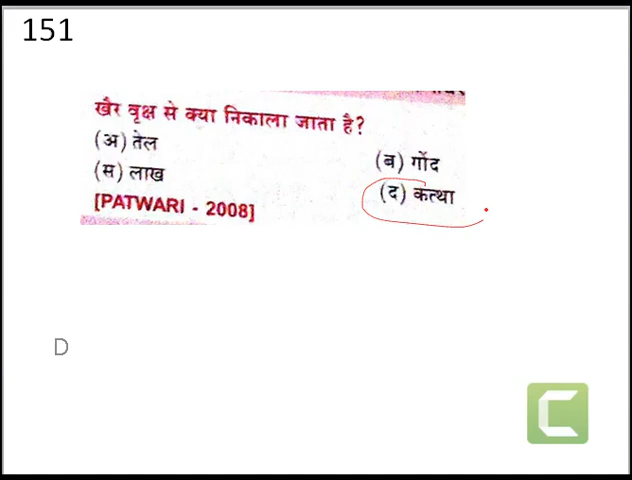 151
खैर वृक्ष से क्या निकाला जाता है?
(अ) तेल
(ब) गोंद
(स) लाख
(द) कत्था
[PATWARI - 2008]
D